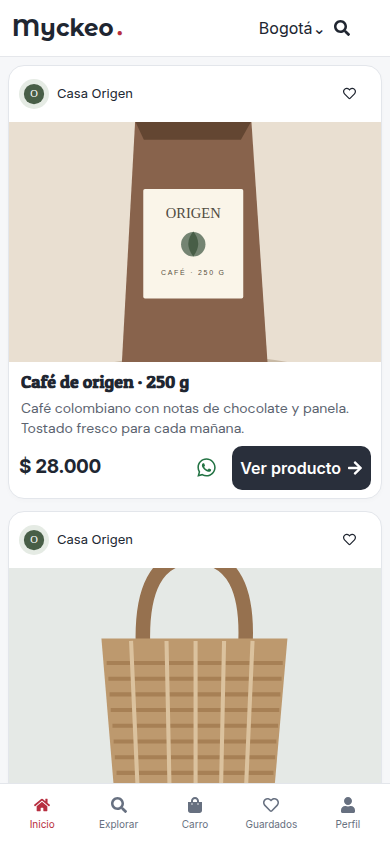 Myckeo.
Bogotá
O Casa Origen
ORIGEN
CAFÉ · 250 G
Café de origen · 250 g
Café colombiano con notas de chocolate y panela.
Tostado fresco para cada mañana.
$ 28.000
Ver producto →
O Casa Origen
Inicio Explorar Carro Guardados Perfil